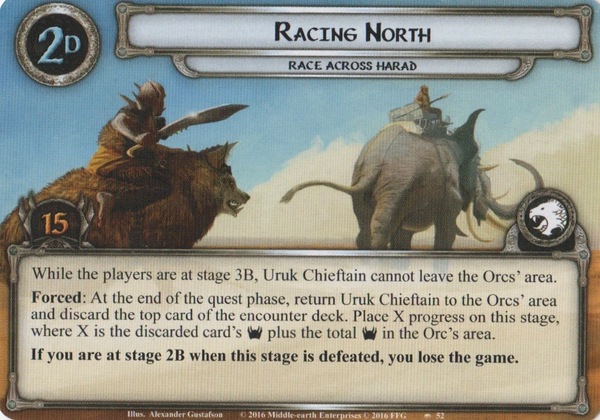 2D
RACING NORTH
RACE ACROSS HARAD
15
While the players are at stage 3B, Uruk Chieftain cannot leave the Orcs' area.
Forced: At the end of the quest phase, return Uruk Chieftain to the Orcs' area
and discard the top card of the encounter deck. Place X progress on this stage,
where X is the discarded card's plus the total in the Orc's area.
If you are at stage 2B when this stage is defeated, you lose the game.
Illus. Alexander Gustafson © 2016 Middle-earth Enterprises © 2016 FFG 52